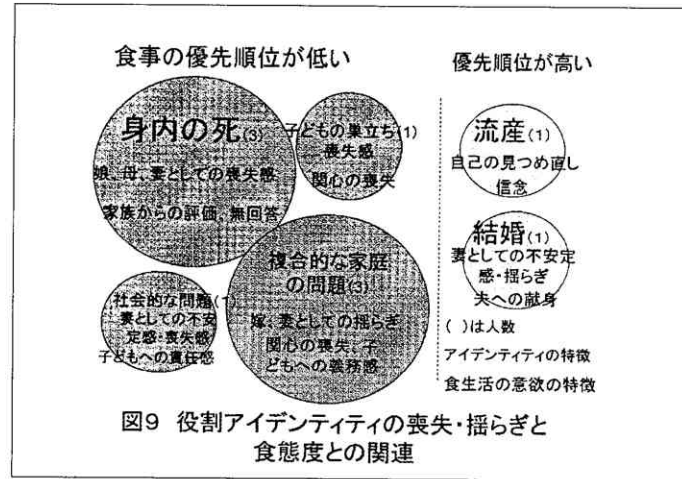 食事の優先順位が低い
優先順位が高い
身内の死(3)
娘、母、妻としての喪失感
家族からの評価、無回答
子どもの巣立ち(1)
喪失感
関心の喪失
流産(1)
自己の見つめ直し
信念
複合的な家庭
の問題(3)
嫁、妻としての揺らぎ
関心の喪失、子
どもへの義務感
社会的な問題(1)
妻としての不安
定感・喪失感
子どもへの責任感
結婚(1)
妻としての不安定
感・揺らぎ
夫への献身
( )は人数
アイデンティティの特徴
食生活の意欲の特徴
図9 役割アイデンティティの喪失・揺らぎと
食態度との関連